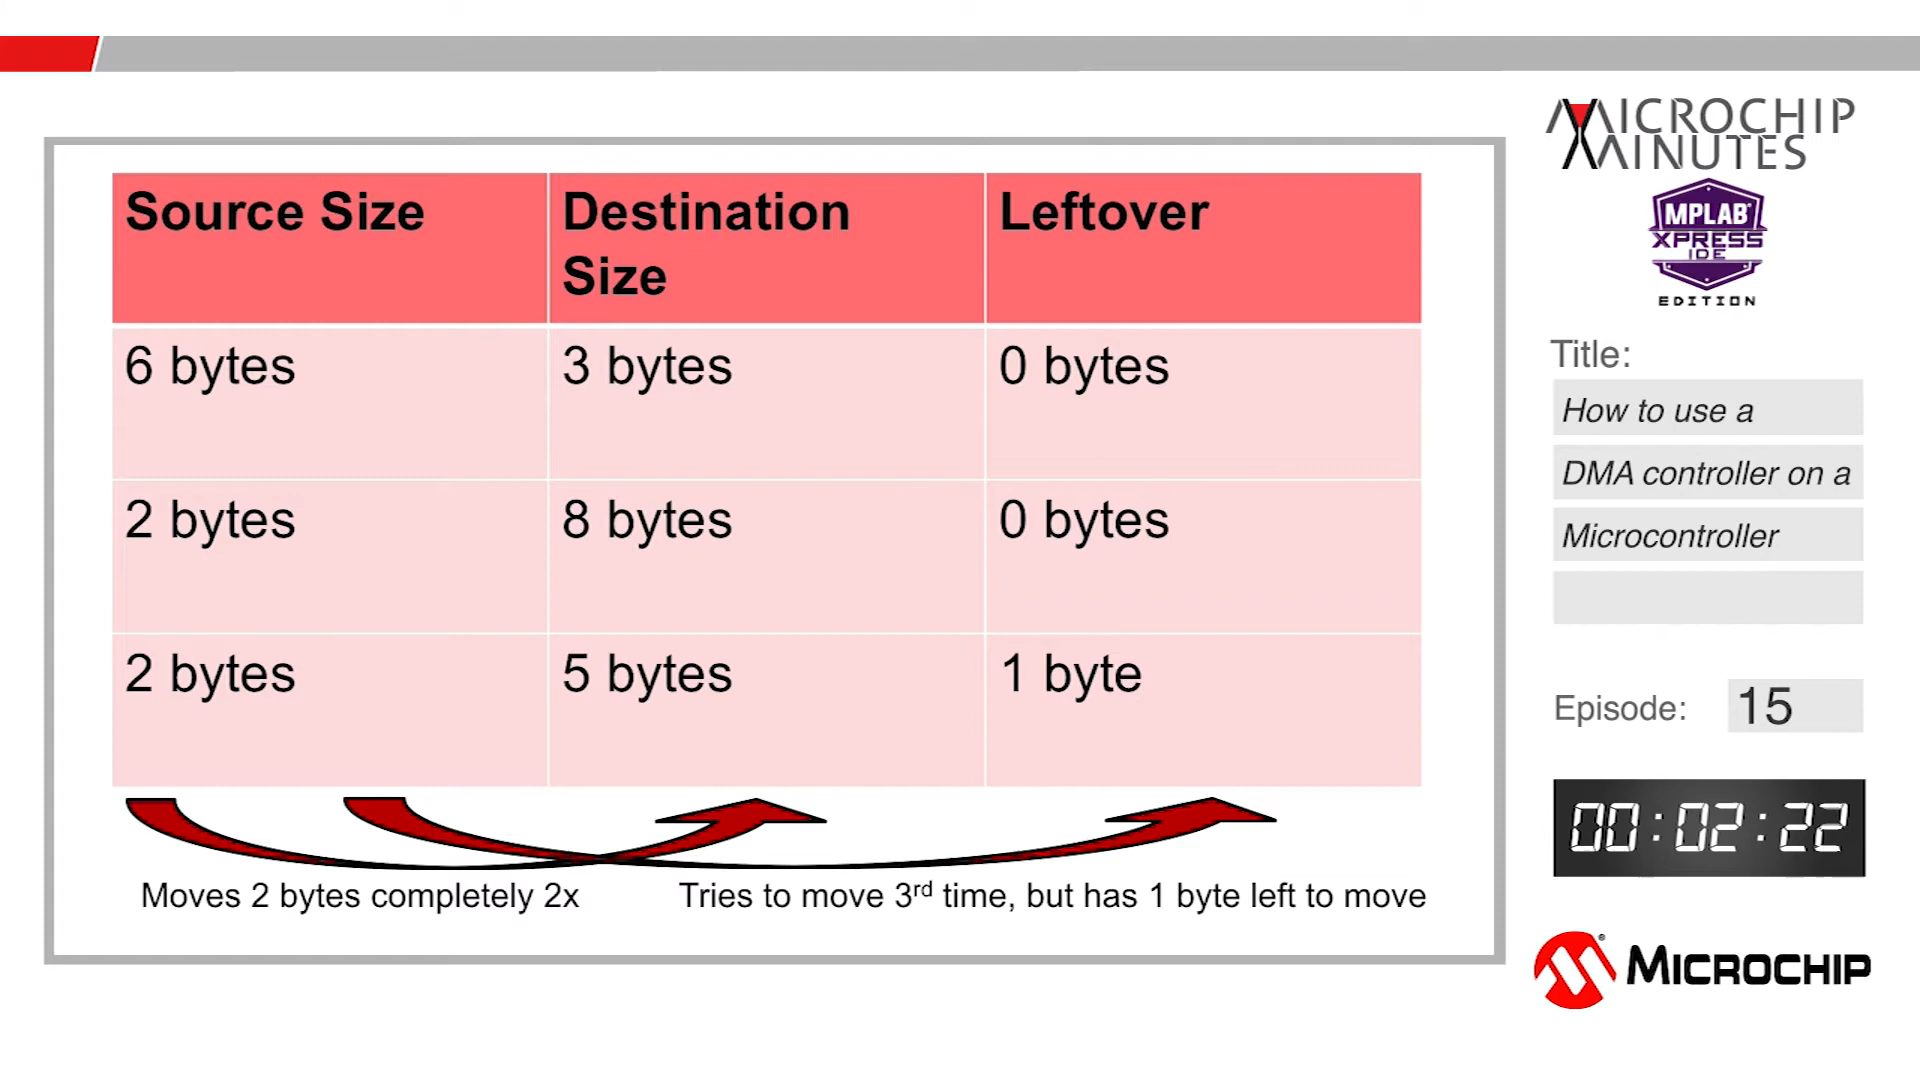 Source Size
Destination
Size
Leftover
6 bytes
3 bytes
0 bytes
2 bytes
8 bytes
0 bytes
2 bytes
5 bytes
1 byte
Moves 2 bytes completely 2x
Tries to move 3rd time, but has 1 byte left to move
MICROCHIP
MINUTES
MPLAB®
XPRESS
IDE
EDITION
Title:
How to use a
DMA controller on a
Microcontroller
Episode: 15
00:02:22
MICROCHIP